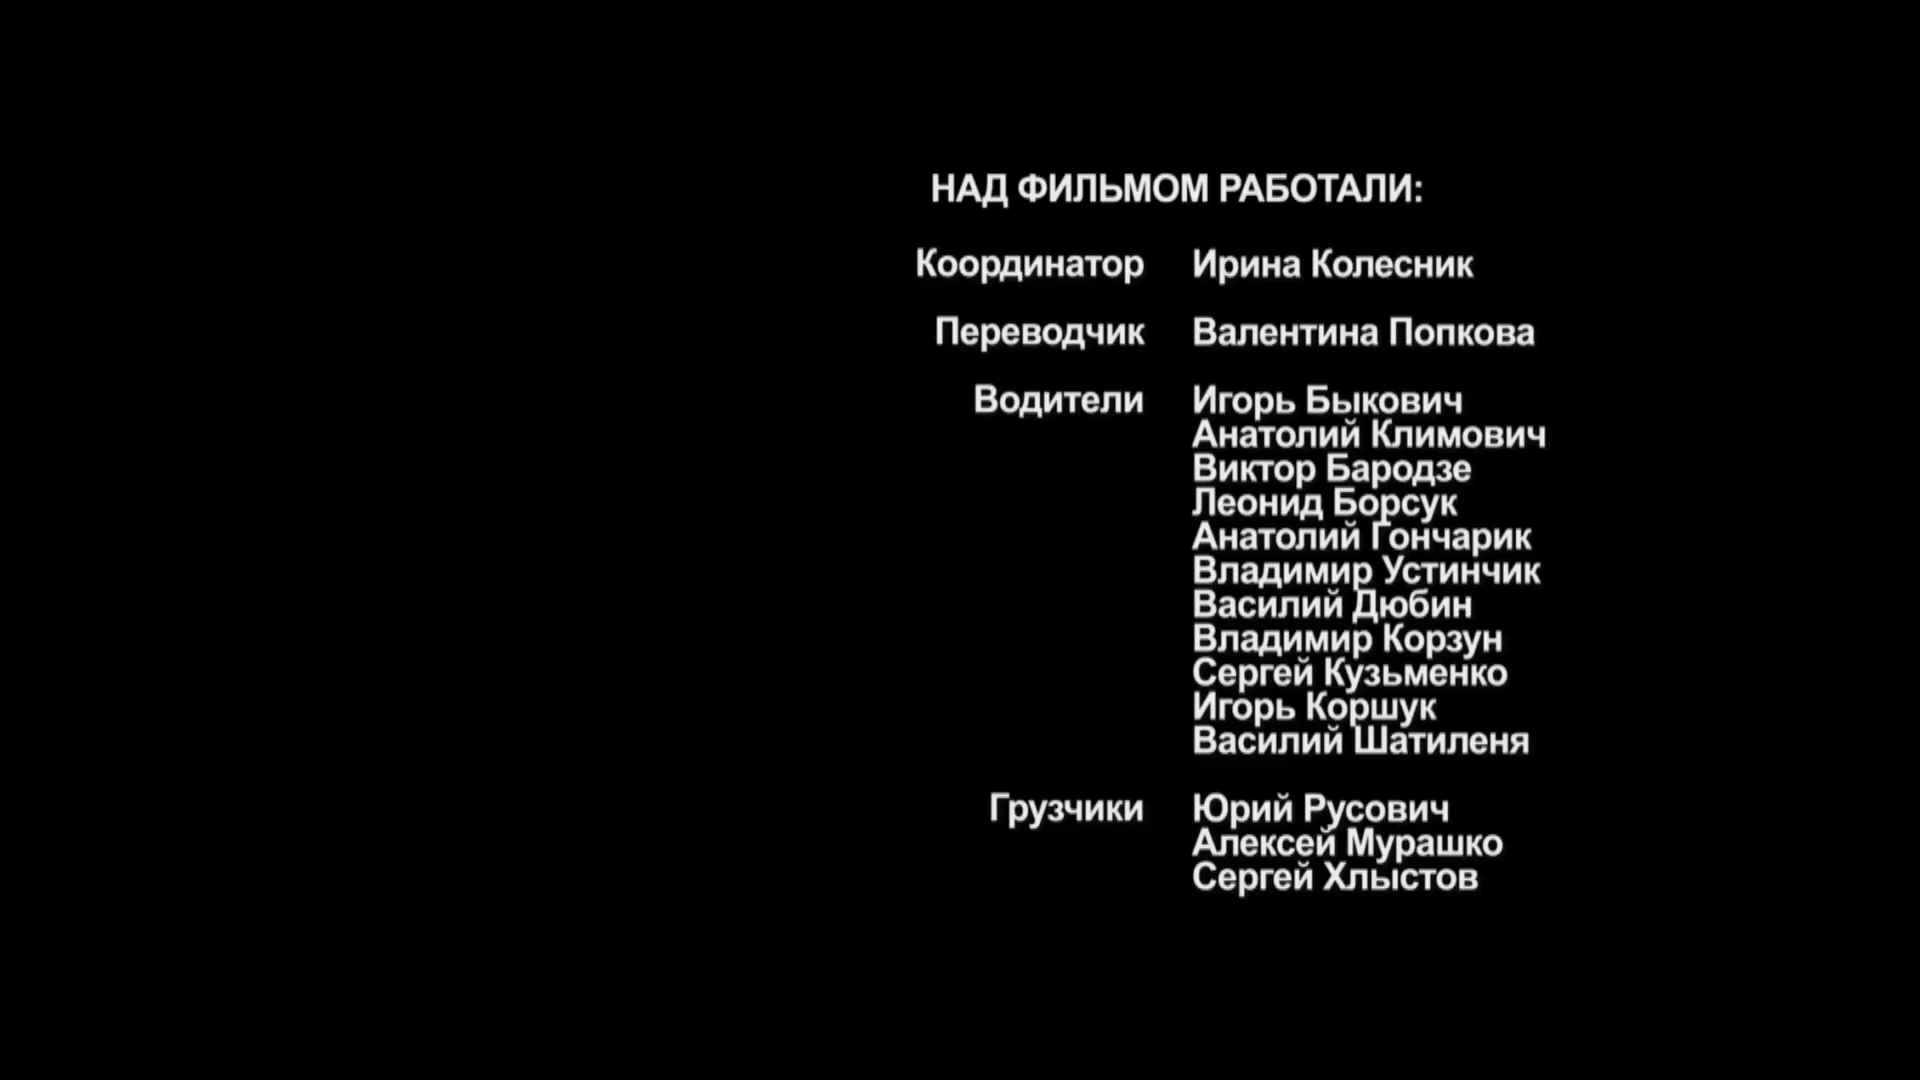 НАД ФИЛЬМОМ РАБОТАЛИ:
Координатор Ирина Колесник
Переводчик Валентина Попкова
Водители Игорь Быкович
Анатолий Климович
Виктор Бародзе
Леонид Борсук
Анатолий Гончарик
Владимир Устинчик
Василий Дюбин
Владимир Корзун
Сергей Кузьменко
Игорь Коршук
Василий Шатиленя
Грузчики Юрий Русович
Алексей Мурашко
Сергей Хлыстов